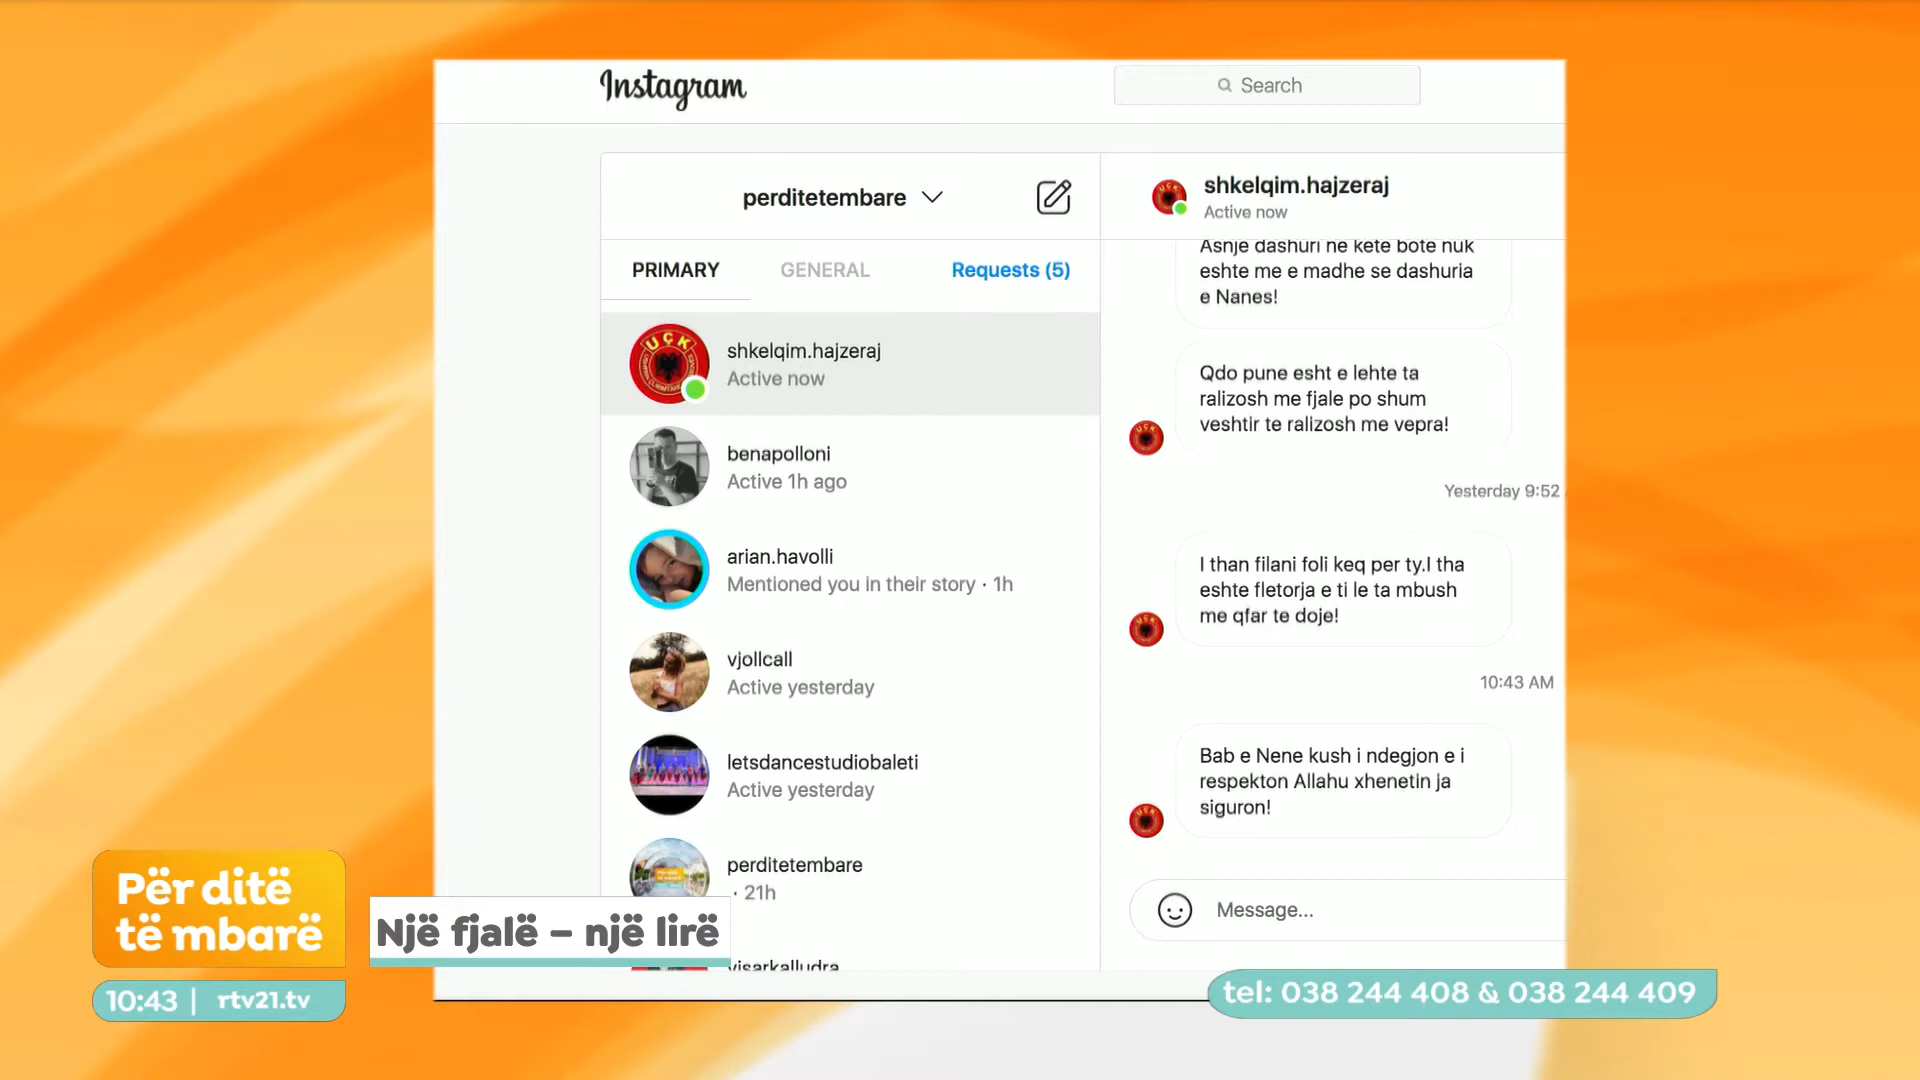 Instagram
Search
perditetembare
PRIMARY
GENERAL
Requests (5)
shkelqim.hajzeraj
Active now
benapolloni
Active 1h ago
arian.havolli
Mentioned you in their story · 1h
vjollcall
Active yesterday
letsdancestudiobaleti
Active yesterday
perditetembare
· 21h
visarkalludra
shkelqim.hajzeraj
Active now
Asnje dashuri ne kete bote nuk
eshte me e madhe se dashuria
e Nanes!
Qdo pune esht e lehte ta
ralizosh me fjale po shum
veshtir te ralizosh me vepra!
Yesterday 9:52
I than filani foli keq per ty.I tha
eshte fletorja e ti le ta mbush
me qfar te doje!
10:43 AM
Bab e Nene kush i ndegjon e i
respekton Allahu xhenetin ja
siguron!
Message...
Për ditë
të mbarë
Një fjalë – një lirë
10:43 | rtv21.tv
tel: 038 244 408 & 038 244 409
UÇK